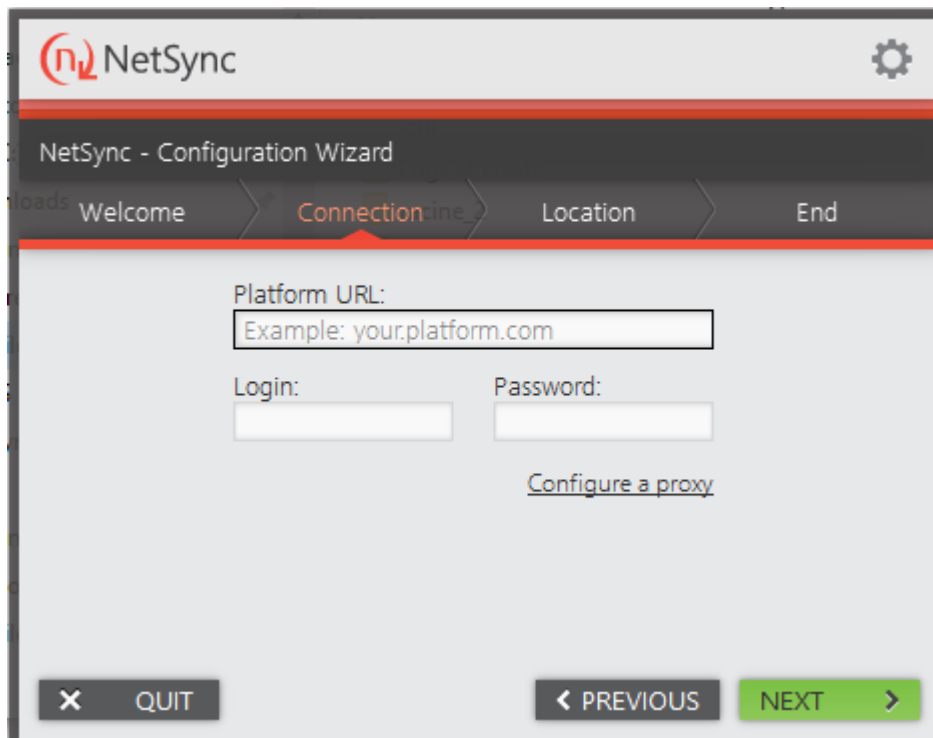 NetSync
NetSync - Configuration Wizard
Welcome
Connection
Location
End
Platform URL:
Example: your.platform.com
Login:
Password:
Configure a proxy
QUIT
PREVIOUS
NEXT